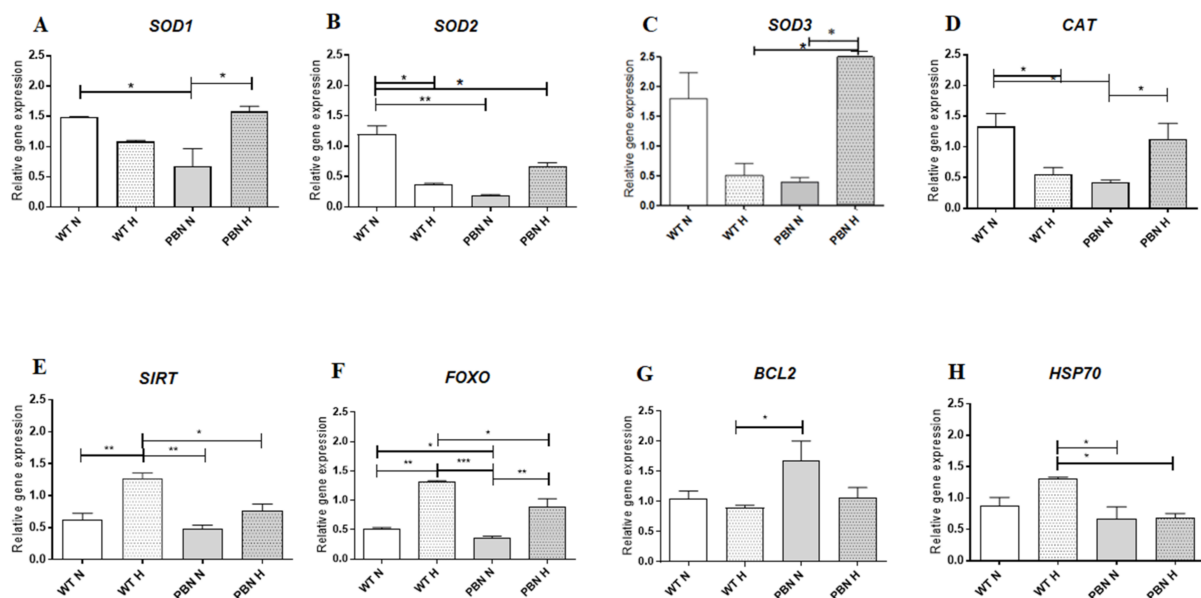 A
SOD1
Relative gene expression
2.5
2.0
1.5
1.0
0.5
0.0
*
*
WT N
WT H
PBN N
PBN H
B
SOD2
Relative gene expression
2.5
2.0
1.5
1.0
0.5
0.0
*
*
**
WT N
WT H
PBN N
PBN H
C
SOD3
Relative gene expression
2.5
2.0
1.5
1.0
0.5
0.0
*
*
WT N
WT H
PBN N
PBN H
D
CAT
Relative gene expression
2.5
2.0
1.5
1.0
0.5
0.0
*
*
*
WT N
WT H
PBN N
PBN H
E
SIRT
Relative gene expression
2.5
2.0
1.5
1.0
0.5
0.0
*
**
**
WT N
WT H
PBN N
PBN H
F
FOXO
Relative gene expression
2.5
2.0
1.5
1.0
0.5
0.0
*
*
**
***
**
WT N
WT H
PBN N
PBN H
G
BCL2
Relative gene expression
2.5
2.0
1.5
1.0
0.5
0.0
*
WT N
WT H
PBN N
PBN H
H
HSP70
Relative gene expression
2.5
2.0
1.5
1.0
0.5
0.0
*
*
WT N
WT H
PBN N
PBN H